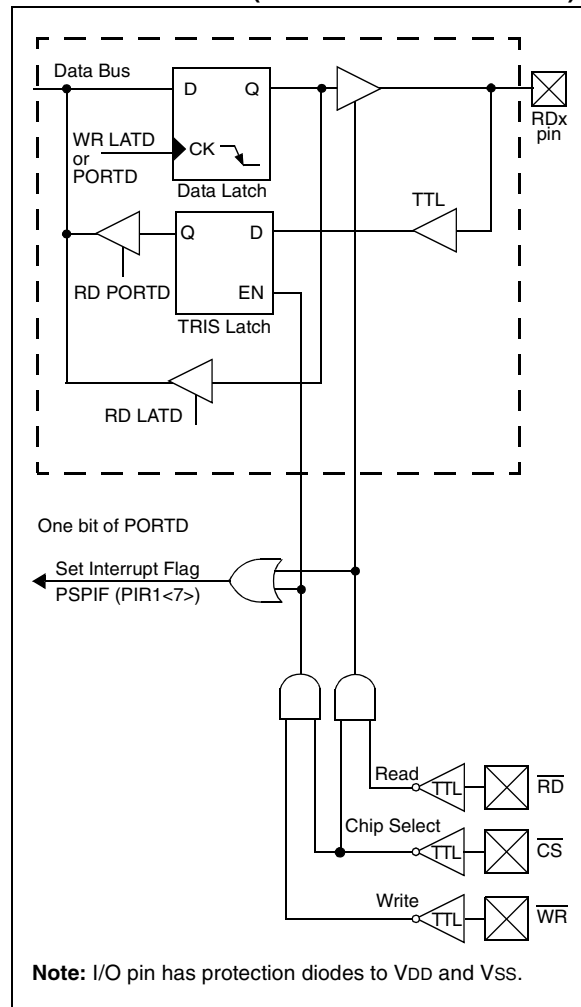 Data Bus
D Q
WR LATD
or
PORTD
CK
Data Latch
RDx
pin
TTL
Q D
RD PORTD
EN
TRIS Latch
RD LATD
One bit of PORTD
Set Interrupt Flag
PSPIF (PIR1<7>)
Read
TTL
RD
Chip Select
TTL
CS
Write
TTL
WR
Note: I/O pin has protection diodes to VDD and VSS.